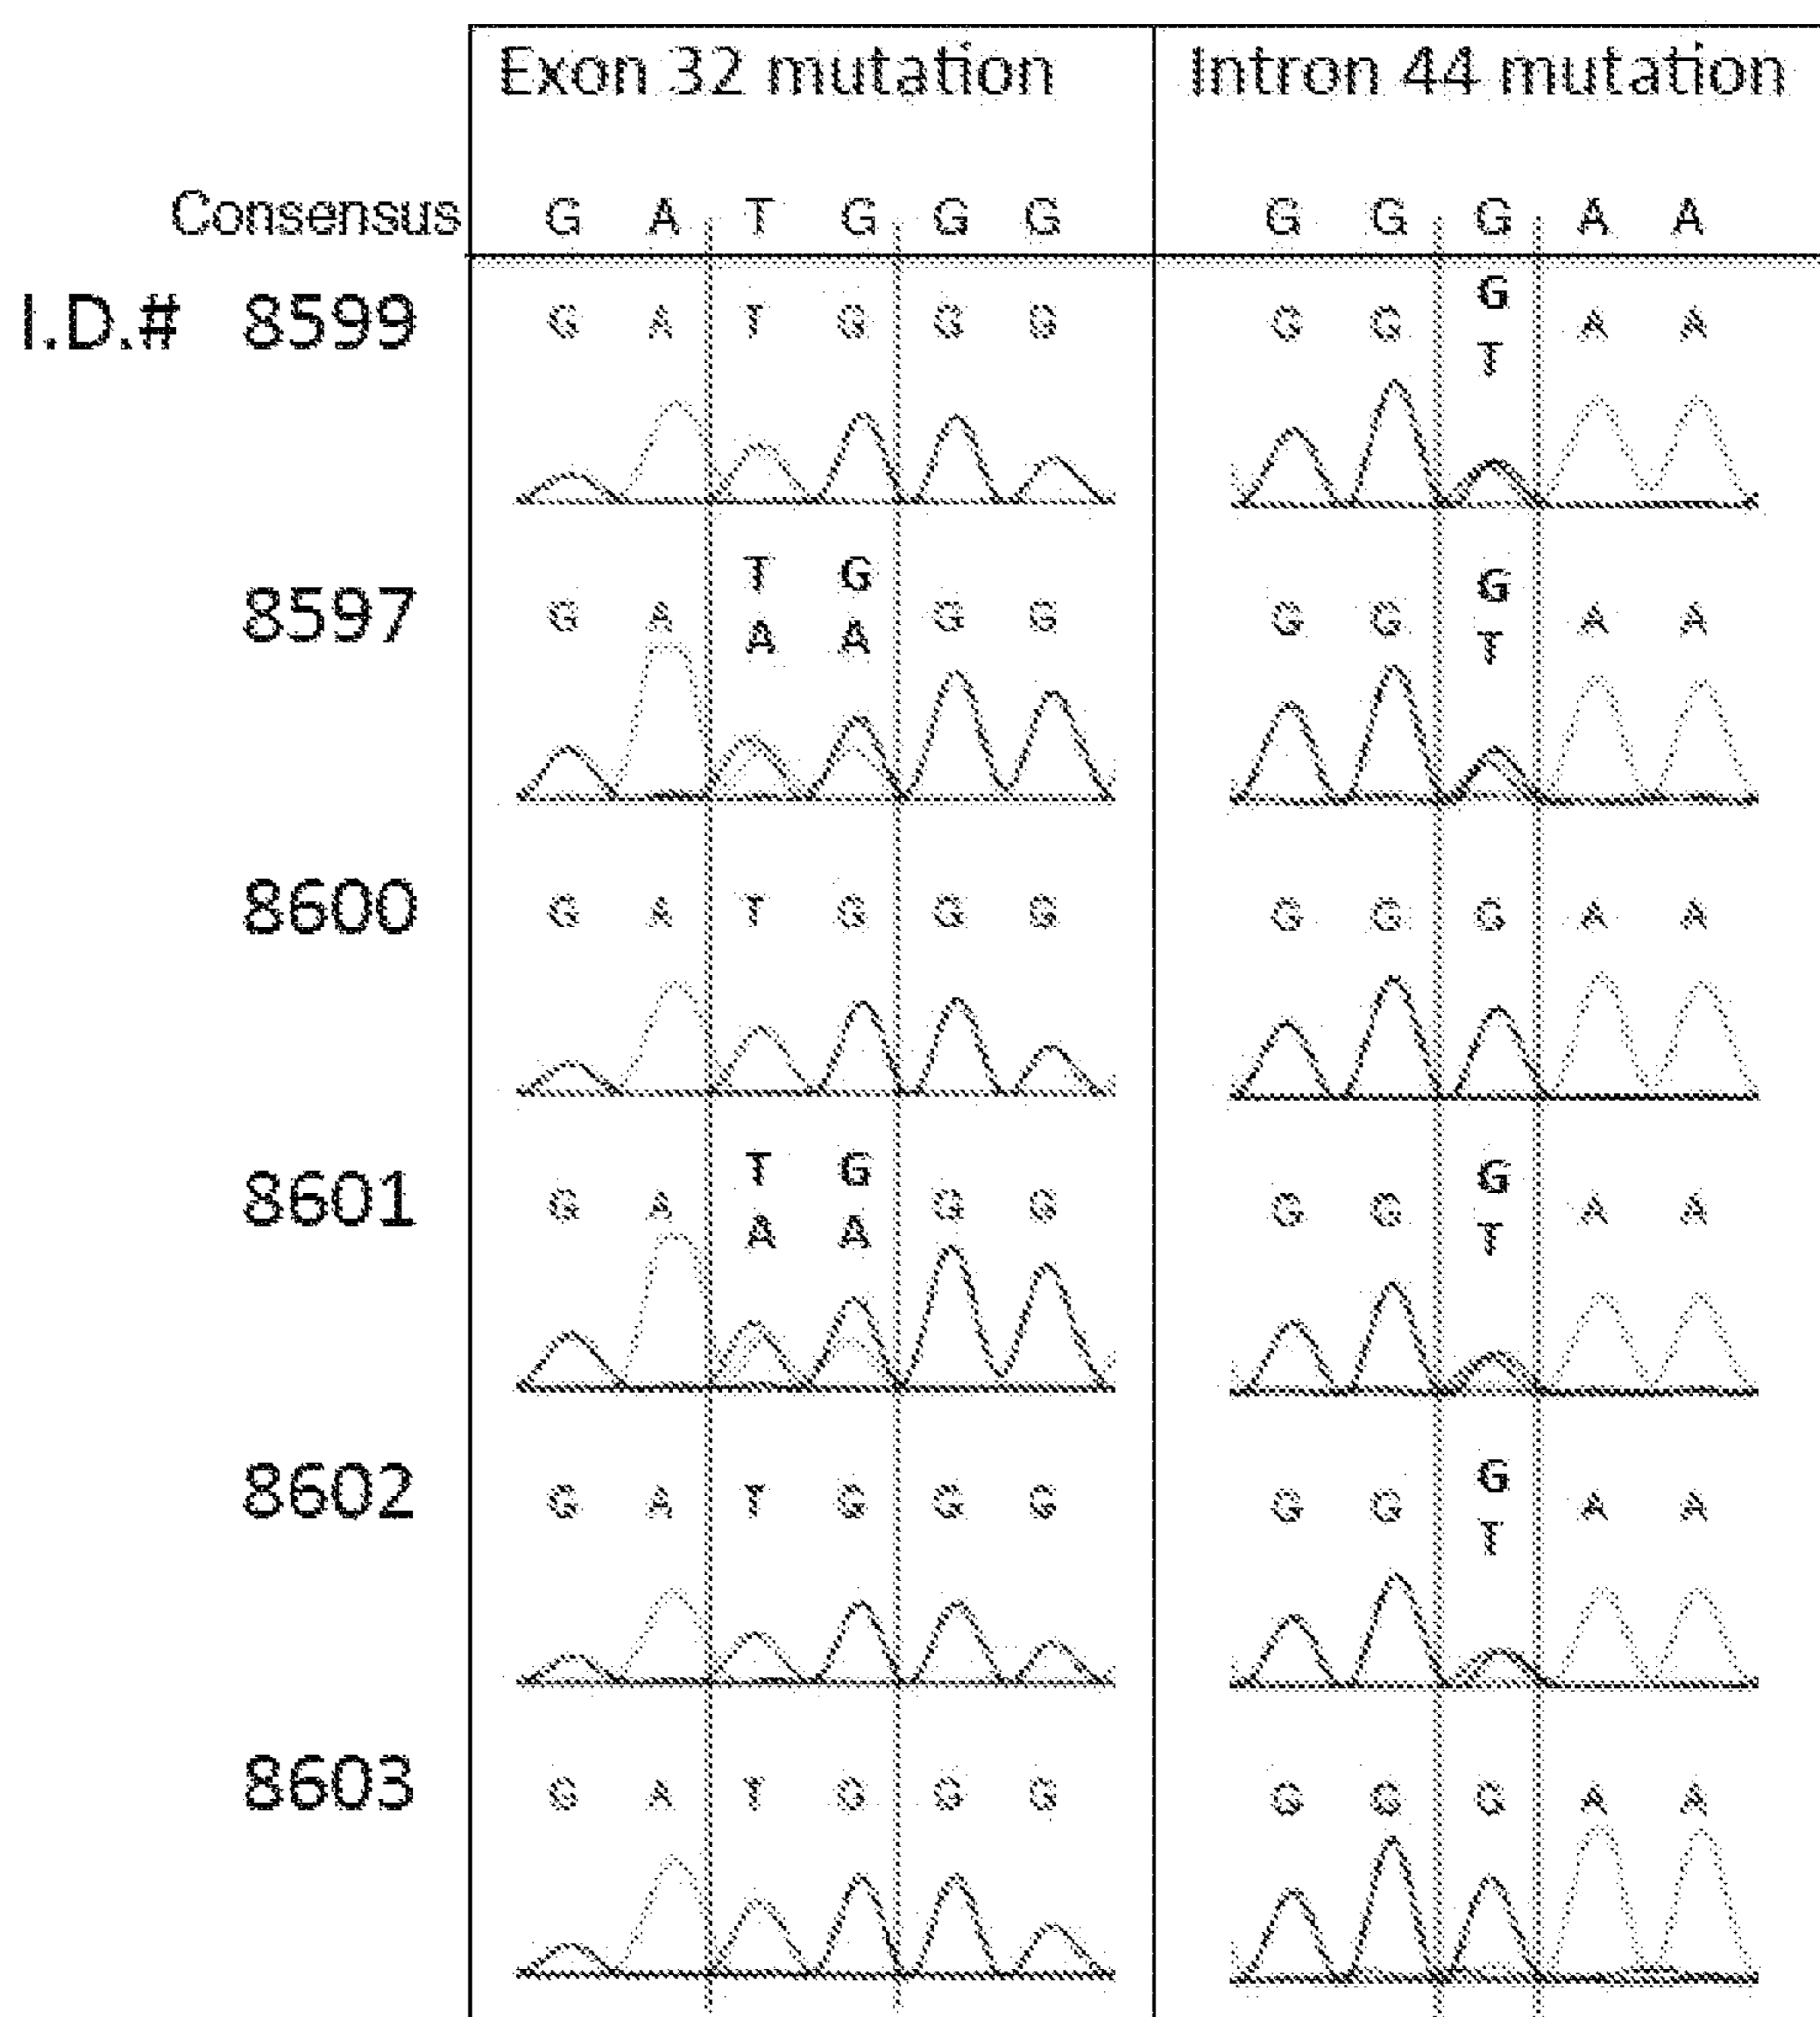 Exon 32 mutation Intron 44 mutation
Consensus G A T G G G G G G A A
I.D.# 8599 G A T G G G G G G A A
T
8597 G A T G G G G G G A A
A A T
8600 G A T G G G G G G A A
8601 G A T G G G G G G A A
A A T
8602 G A T G G G G G G A A
T
8603 G A T G G G G G G A A